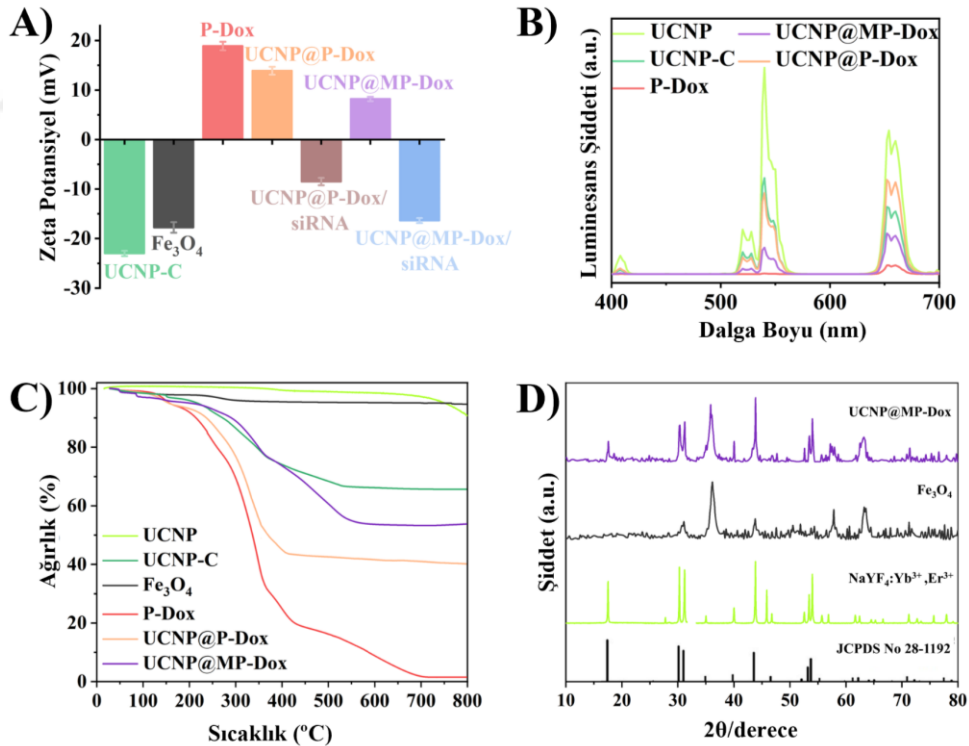 A)
Zeta Potansiyel (mV)
20
10
0
-10
-20
-30
P-Dox
UCNP@P-Dox
UCNP@MP-Dox
UCNP@P-Dox/
siRNA
Fe₃O₄
UCNP@MP-Dox/
siRNA
UCNP-C
B)
Luminesans Şiddeti (a.u.)
UCNP
UCNP@MP-Dox
UCNP-C
UCNP@P-Dox
P-Dox
400
500
600
700
Dalga Boyu (nm)
C)
Ağırlık (%)
100
80
60
40
20
0
UCNP
UCNP-C
Fe₃O₄
P-Dox
UCNP@P-Dox
UCNP@MP-Dox
0
100
200
300
400
500
600
700
800
Sıcaklık (ºC)
D)
Şiddet (a.u.)
UCNP@MP-Dox
Fe₃O₄
NaYF₄:Yb³⁺,Er³⁺
JCPDS No 28-1192
10
20
30
40
50
60
70
80
2θ/derece